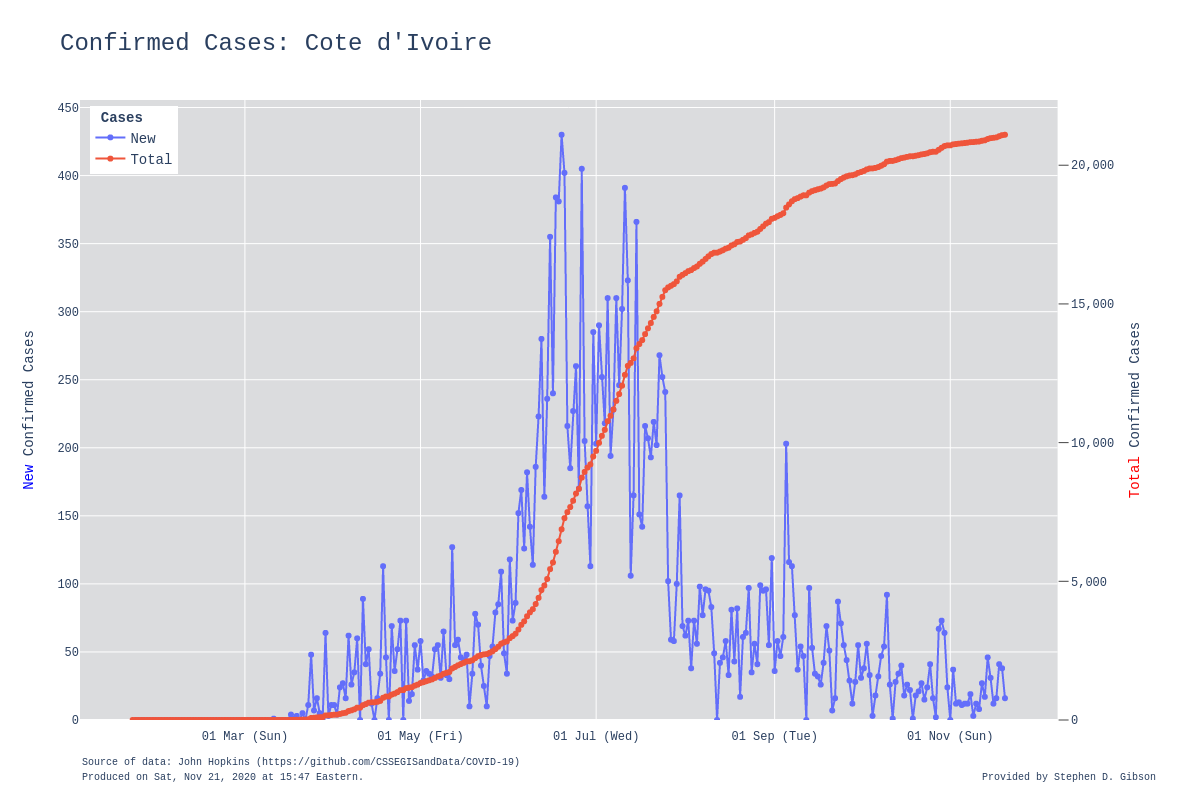 Confirmed Cases: Cote d'Ivoire
Cases
New
Total
450
400
350
300
250
200
150
100
50
0
20,000
15,000
10,000
5,000
0
New Confirmed Cases
Total Confirmed Cases
01 Mar (Sun)
01 May (Fri)
01 Jul (Wed)
01 Sep (Tue)
01 Nov (Sun)
Source of data: John Hopkins (https://github.com/CSSEGISandData/COVID-19)
Produced on Sat, Nov 21, 2020 at 15:47 Eastern.
Provided by Stephen D. Gibson